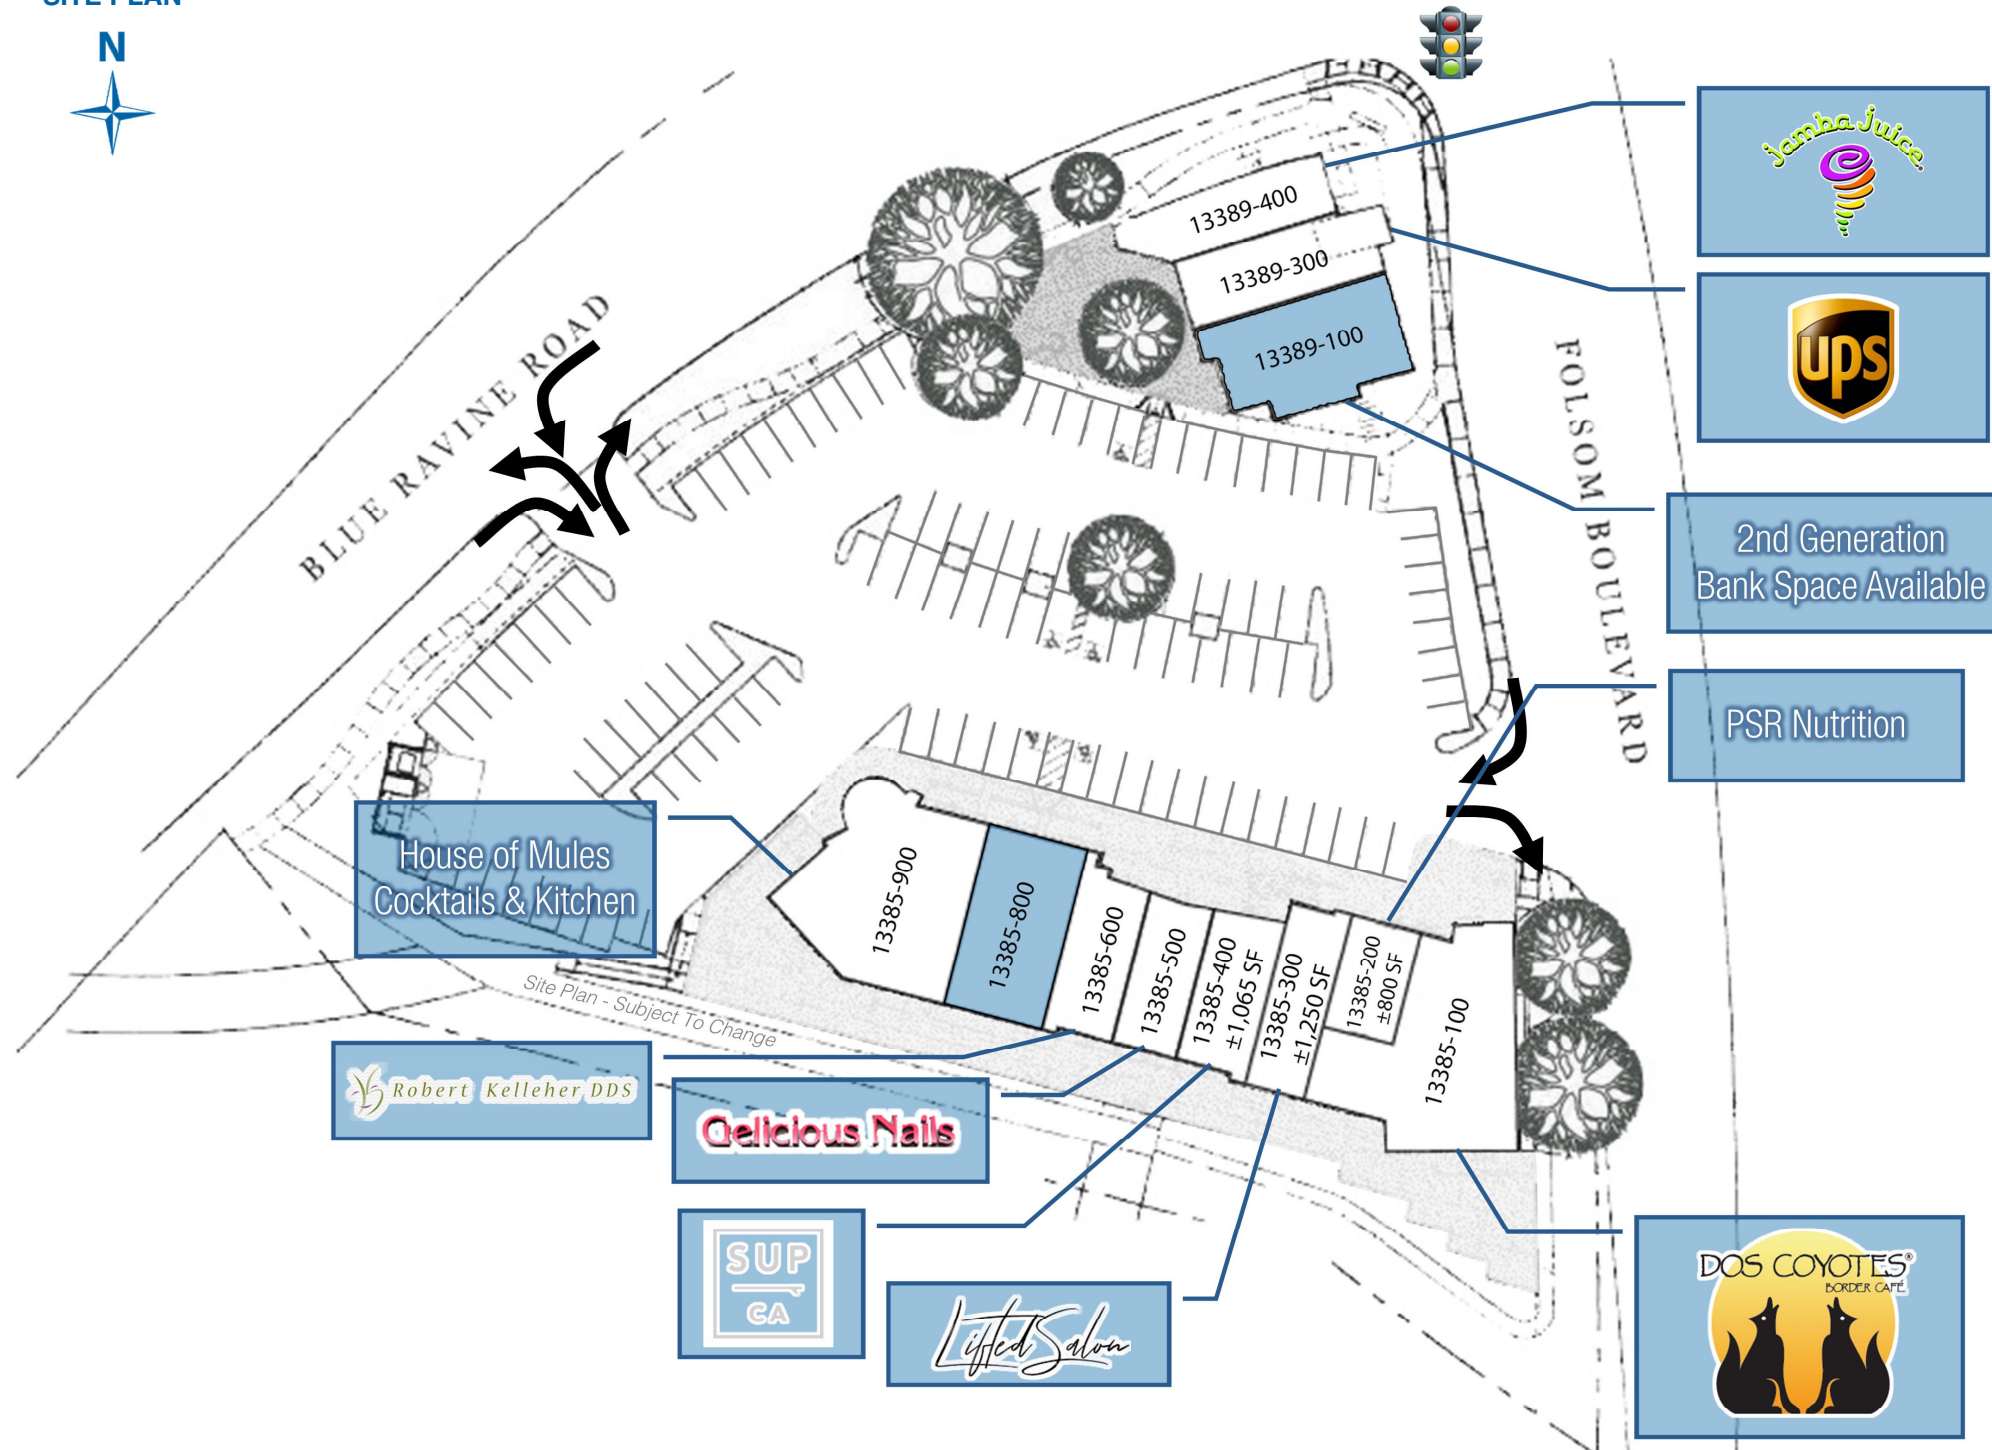 SITE PLAN
N
BLUE RAVINE ROAD
FOLSOM BOULEVARD
jamba juice
ups
2nd Generation
Bank Space Available
PSR Nutrition
13389-400
13389-300
13389-100
House of Mules
Cocktails & Kitchen
13385-900
13385-800
13385-600
13385-500
13385-400
±1,065 SF
13385-300
±1,250 SF
13385-200
±800 SF
13385-100
Site Plan - Subject To Change
Robert Kelleher DDS
Gelicious Nails
SUP
CA
Lifted Salon
DOS COYOTES®
BORDER CAFÉ